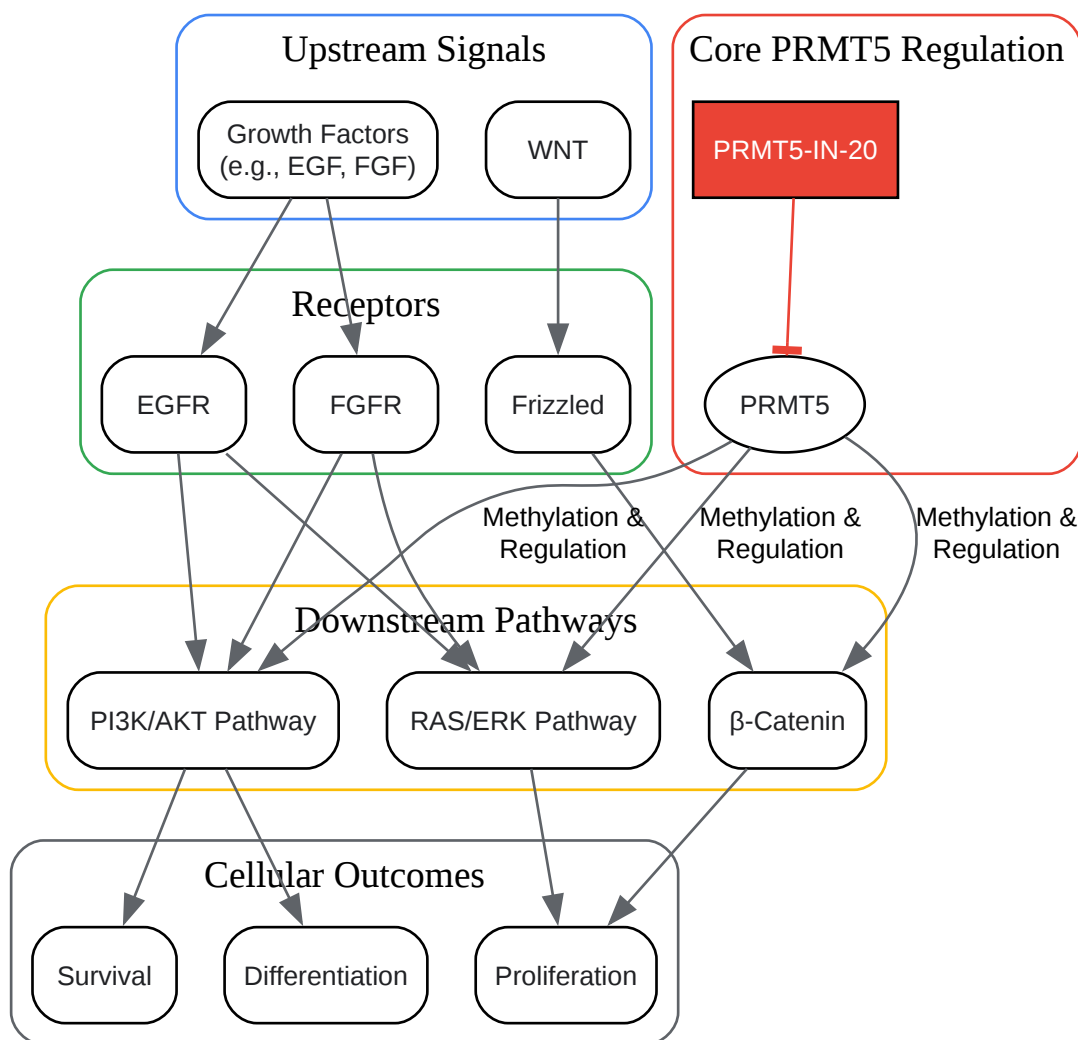 Upstream Signals
Core PRMT5 Regulation
Growth Factors
(e.g., EGF, FGF)
WNT
PRMT5-IN-20
Receptors
EGFR
FGFR
Frizzled
PRMT5
Methylation &
Regulation
Methylation &
Regulation
Methylation &
Regulation
Downstream Pathways
PI3K/AKT Pathway
RAS/ERK Pathway
β-Catenin
Cellular Outcomes
Survival
Differentiation
Proliferation